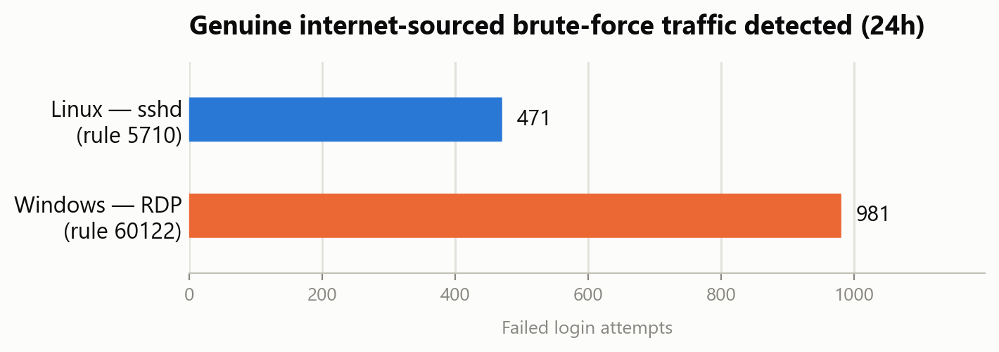 Genuine internet-sourced brute-force traffic detected (24h)
Linux — sshd
(rule 5710)
471
Windows — RDP
(rule 60122)
981
0 200 400 600 800 1000
Failed login attempts